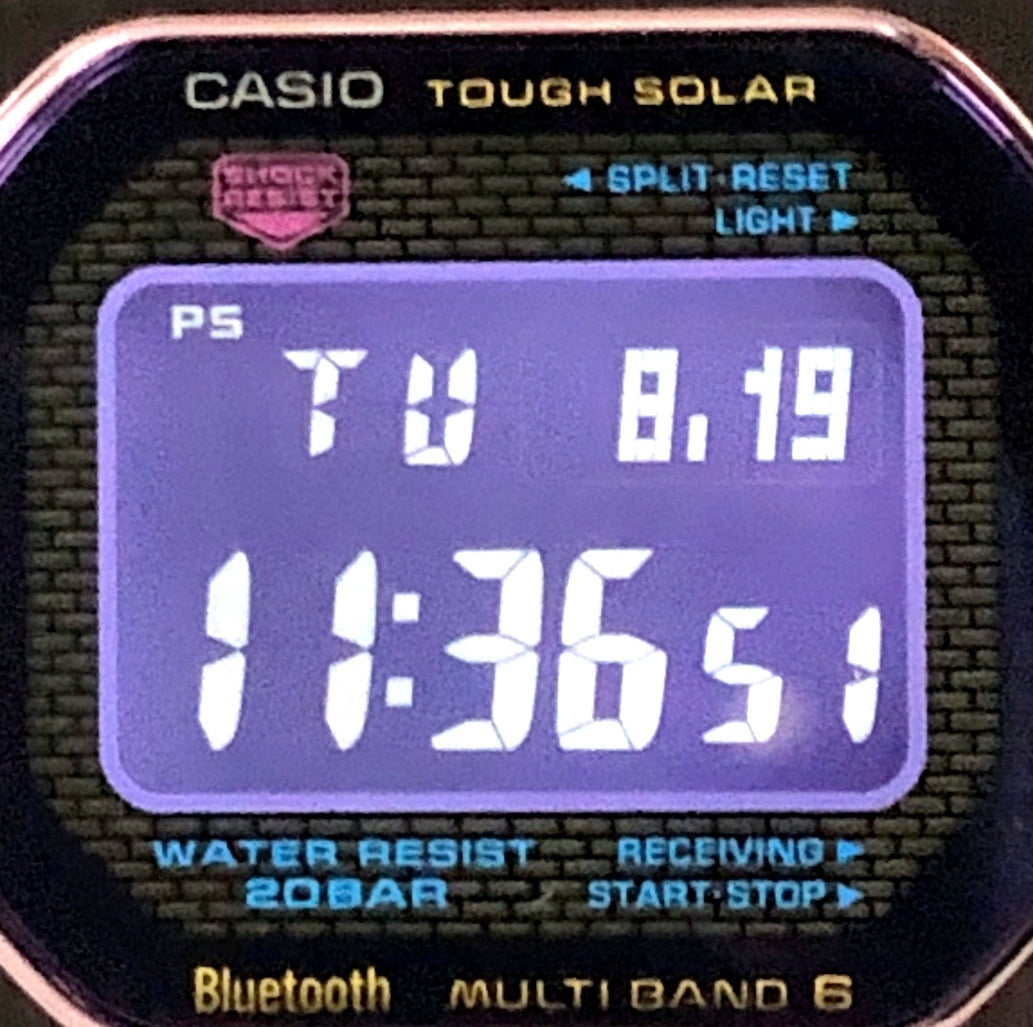 CASIO TOUGH SOLAR
SHOCK
RESIST
◀ SPLIT·RESET
LIGHT ▶
PS
TU 8.19
11:36 51
WATER RESIST
20BAR
RECEIVING ▶
START·STOP ▶
Bluetooth MULTI BAND 6